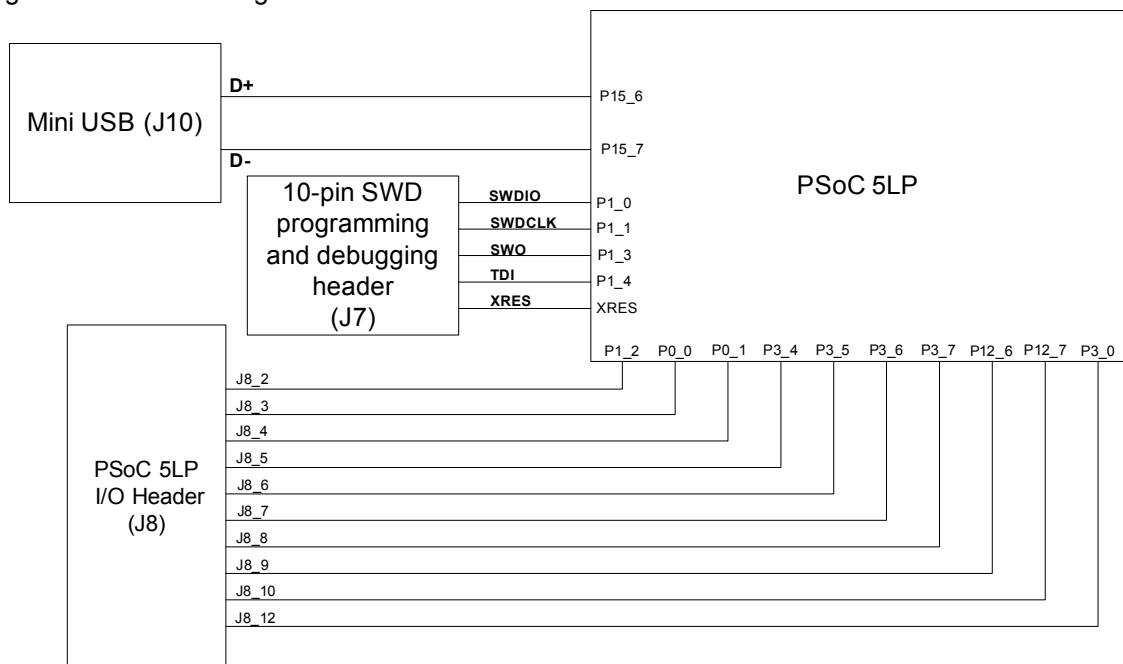 D+
Mini USB (J10)
P15_6
D-
P15_7
PSoC 5LP
10-pin SWD
programming
and debugging
header
(J7)
SWDIO
P1_0
SWDCLK
P1_1
SWO
P1_3
TDI
P1_4
XRES
XRES
P1_2 P0_0 P0_1 P3_4 P3_5 P3_6 P3_7 P12_6 P12_7 P3_0
J8_2
J8_3
J8_4
J8_5
J8_6
J8_7
J8_8
J8_9
J8_10
J8_12
PSoC 5LP
I/O Header
(J8)